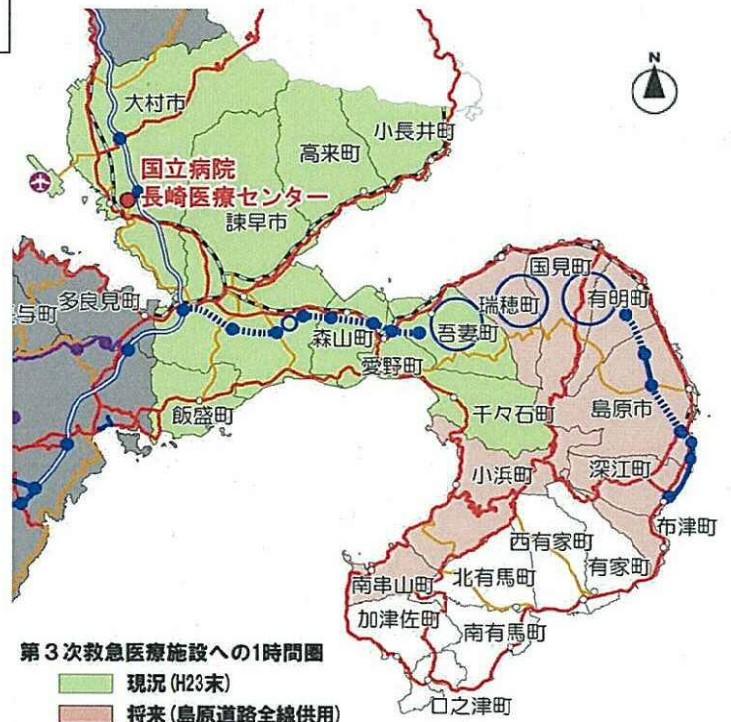 N
大村市
小長井町
高来町
国立病院
長崎医療センター
諫早市
国見町
多良見町
与町
瑞穂町
有明町
吾妻町
森山町
愛野町
飯盛町
千々石町
島原市
小浜町
深江町
布津町
西有家町
有家町
南串山町
北有馬町
加津佐町
南有馬町
口之津町
第3次救急医療施設への1時間圏
現況(H23末)
将来(島原道路全線供用)